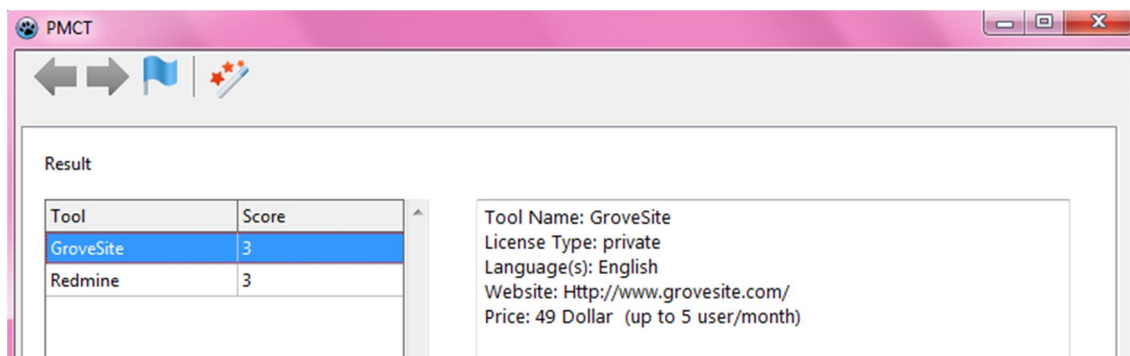 PMCT
Result
Tool Score
GroveSite 3
Redmine 3
Tool Name: GroveSite
License Type: private
Language(s): English
Website: Http://www.grovesite.com/
Price: 49 Dollar (up to 5 user/month)